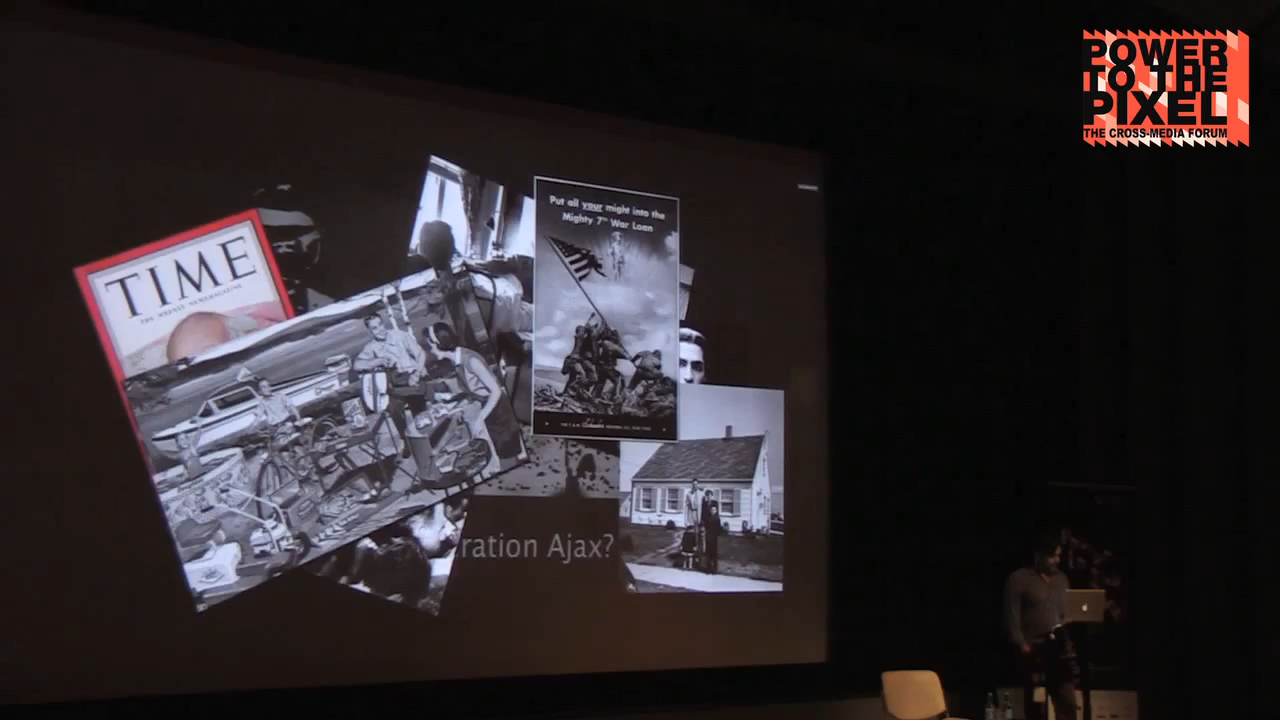 POWER
TO THE
PIXEL
THE CROSS-MEDIA FORUM
TIME
THE WEEKLY NEWSMAGAZINE
Put all your might into the
Mighty 7th War Loan
ration Ajax?